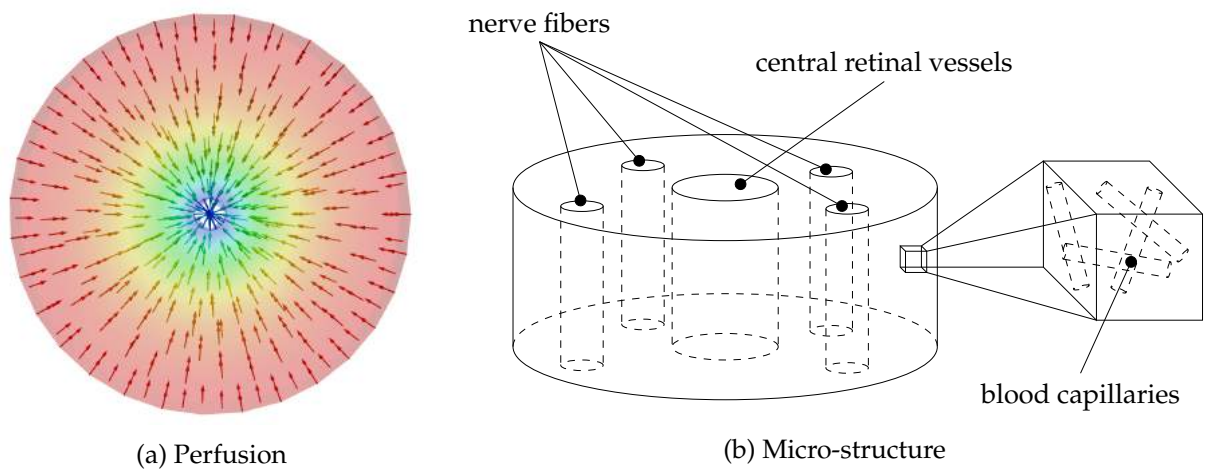 nerve fibers
central retinal vessels
blood capillaries
(a) Perfusion
(b) Micro-structure